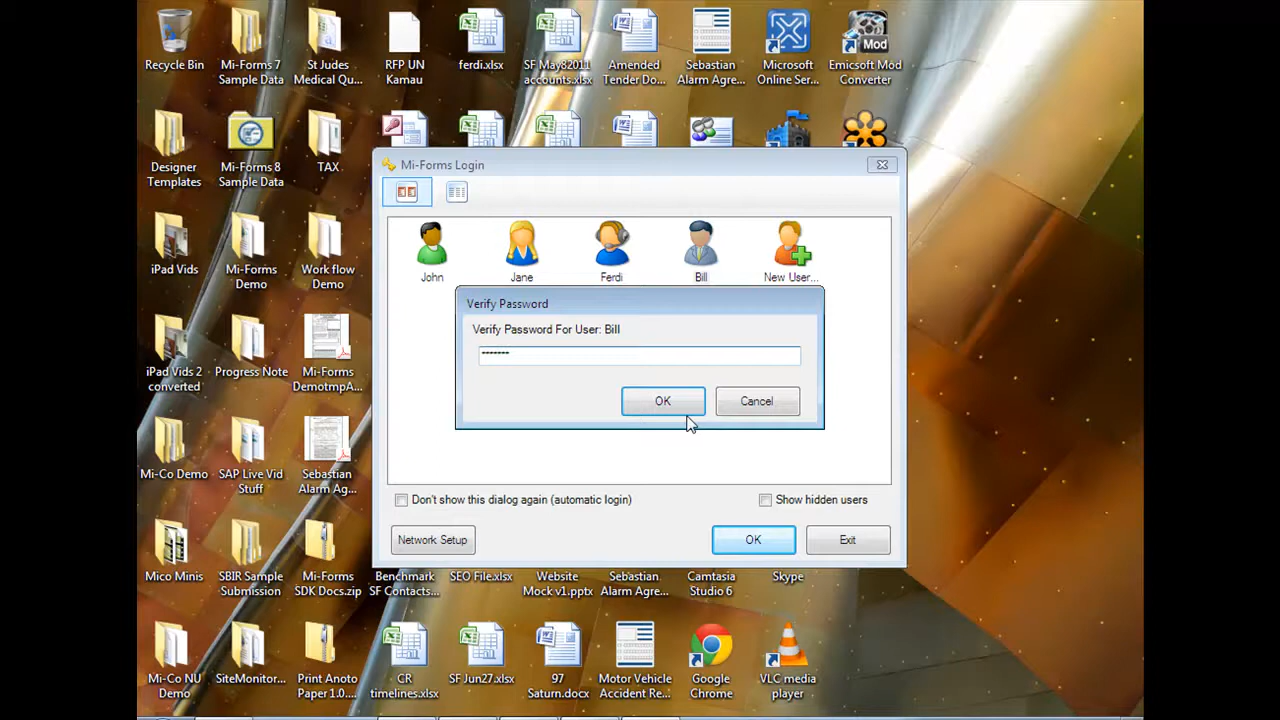 Recycle Bin
Mi-Forms 7
Sample Data
St Judes
Medical Qu...
RFP UN
Kamau
ferdi.xlsx
SF May82011
accounts.xlsx
Amended
Tender Do...
Sebastian
Alarm Agre...
Microsoft
Online Ser...
Mod
Emicsoft Mod
Converter
Designer
Templates
Mi-Forms 8
Sample Data
TAX
Mi-Forms Login
John
Jane
Ferdi
Bill
New User...
iPad Vids
Mi-Forms
Demo
Work flow
Demo
Verify Password
Verify Password For User: Bill
OK
Cancel
iPad Vids 2
converted
Progress Note
Mi-Forms
DemotmpA...
Mi-Co Demo
SAP Live Vid
Stuff
Sebastian
Alarm Ag...
Don't show this dialog again (automatic login)
Show hidden users
Network Setup
OK
Exit
Mico Minis
SBIR Sample
Submission
Mi-Forms
SDK Docs.zip
Benchmark
SF Contacts...
SEO File.xlsx
Website
Mock v1.pptx
Sebastian
Alarm Agre...
Camtasia
Studio 6
Skype
Mi-Co NU
Demo
SiteMonitor...
Print Anoto
Paper 1.0....
CR
timelines.xlsx
SF Jun27.xlsx
97
Saturn.docx
Motor Vehicle
Accident Re...
Google
Chrome
VLC media
player